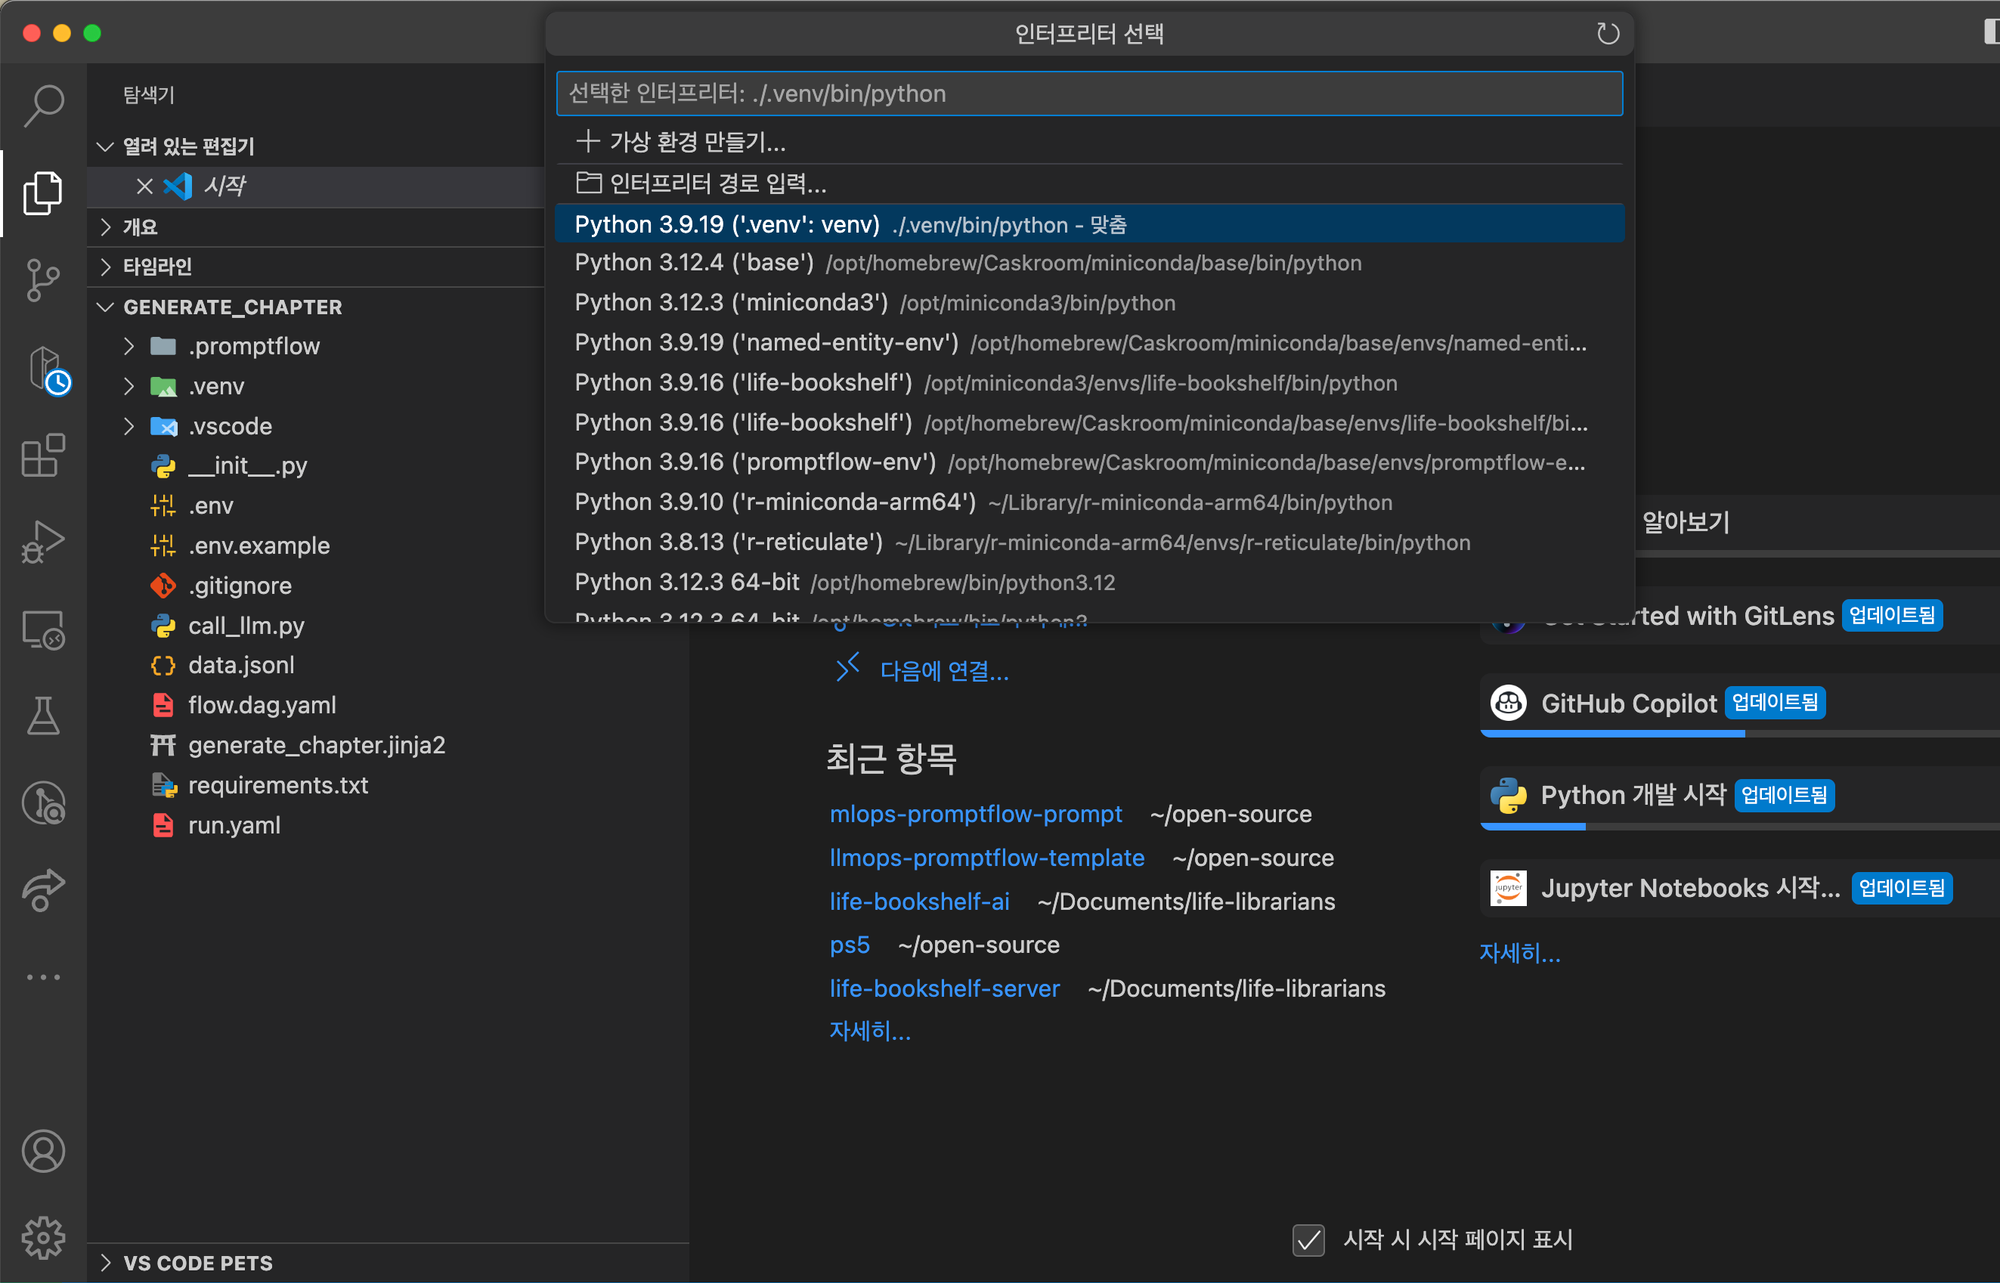 인터프리터 선택
선택한 인터프리터: ./.venv/bin/python
가상 환경 만들기...
인터프리터 경로 입력...
Python 3.9.19 ('.venv': venv) ./.venv/bin/python - 맞춤
Python 3.12.4 ('base') /opt/homebrew/Caskroom/miniconda/base/bin/python
Python 3.12.3 ('miniconda3') /opt/miniconda3/bin/python
Python 3.9.19 ('named-entity-env') /opt/homebrew/Caskroom/miniconda/base/envs/named-enti...
Python 3.9.16 ('life-bookshelf') /opt/miniconda3/envs/life-bookshelf/bin/python
Python 3.9.16 ('life-bookshelf') /opt/homebrew/Caskroom/miniconda/base/envs/life-bookshelf/bi...
Python 3.9.16 ('promptflow-env') /opt/homebrew/Caskroom/miniconda/base/envs/promptflow-e...
Python 3.9.10 ('r-miniconda-arm64') ~/Library/r-miniconda-arm64/bin/python
Python 3.8.13 ('r-reticulate') ~/Library/r-miniconda-arm64/envs/r-reticulate/bin/python
Python 3.12.3 64-bit /opt/homebrew/bin/python3.12
Python 3.12.3 64-bit /opt/homebrew/bin/python3
탐색기
열려 있는 편집기
시작
개요
타임라인
GENERATE_CHAPTER
.promptflow
.venv
.vscode
__init__.py
.env
.env.example
.gitignore
call_llm.py
data.jsonl
flow.dag.yaml
generate_chapter.jinja2
requirements.txt
run.yaml
VS CODE PETS
다음에 연결...
최근 항목
mlops-promptflow-prompt ~/open-source
llmops-promptflow-template ~/open-source
life-bookshelf-ai ~/Documents/life-librarians
ps5 ~/open-source
life-bookshelf-server ~/Documents/life-librarians
자세히...
알아보기
Get Started with GitLens 업데이트됨
GitHub Copilot 업데이트됨
Python 개발 시작 업데이트됨
jupyter
Jupyter Notebooks 시작... 업데이트됨
자세히...
시작 시 시작 페이지 표시